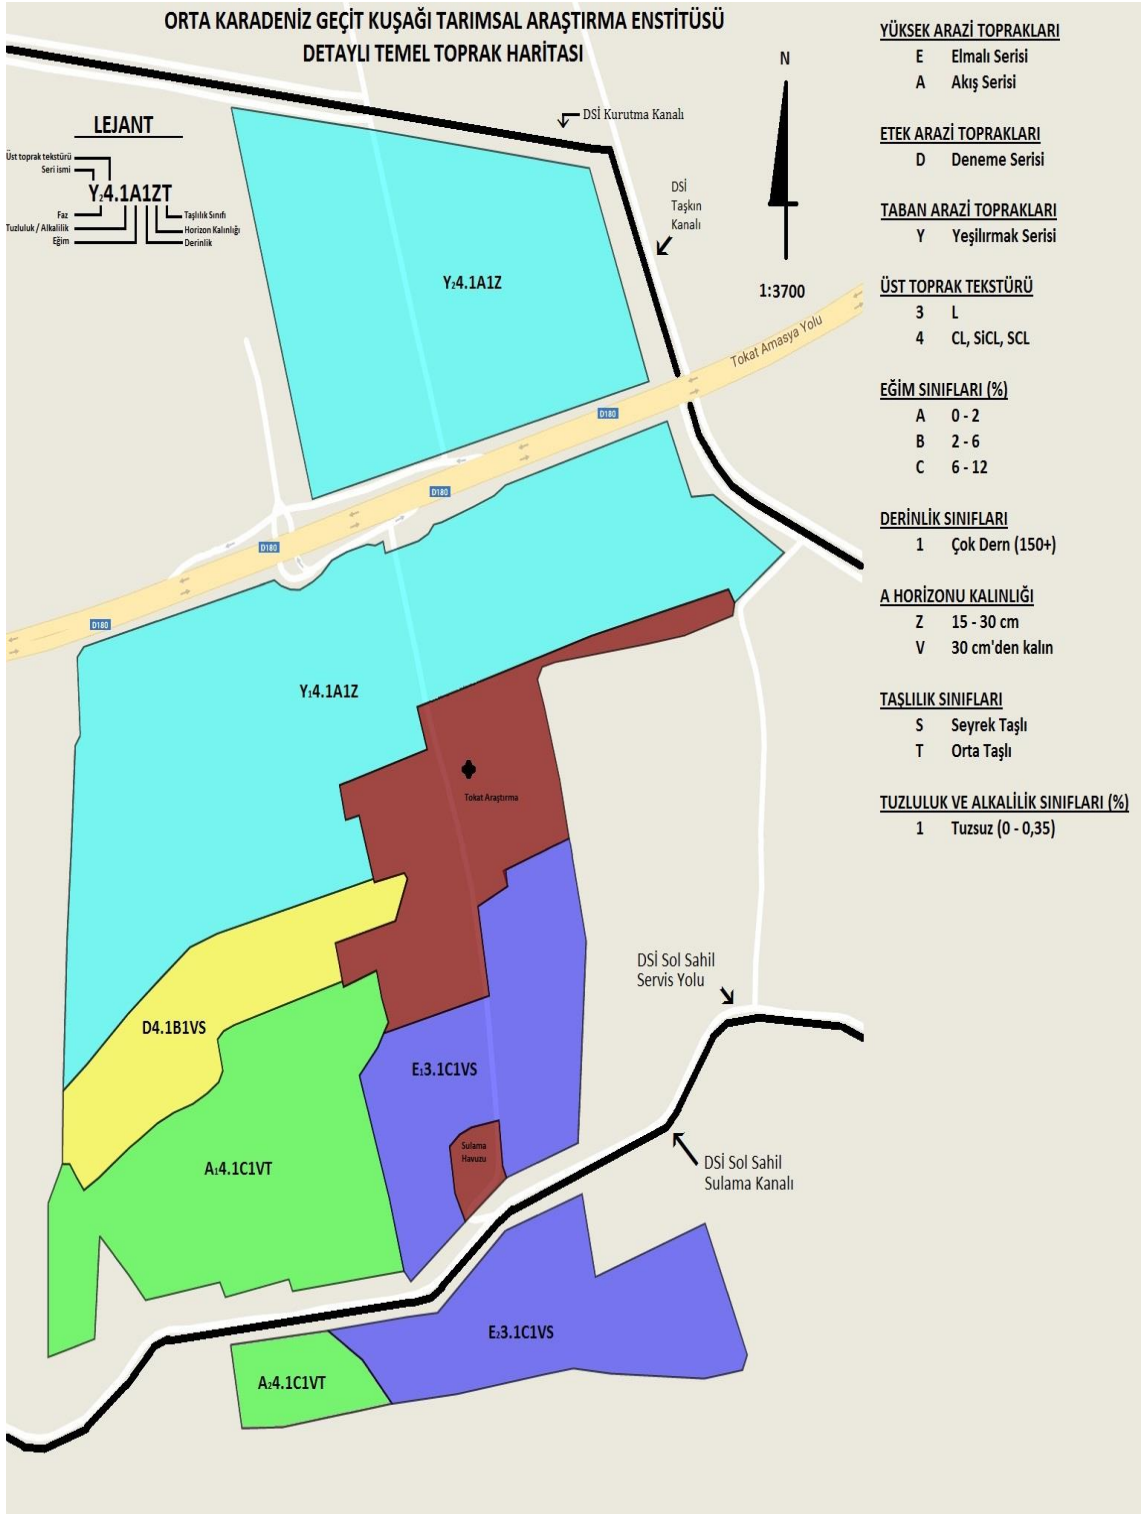 ORTA KARADENİZ GEÇİT KUŞAĞI TARIMSAL ARAŞTIRMA ENSTİTÜSÜ
DETAYLI TEMEL TOPRAK HARİTASI
LEJANT
Üst toprak tekstürü
Seri ismi
Y₂4.1A1ZT
Faz
Tuzluluk / Alkalilik
Eğim
Taşlılık Sınıfı
Horizon Kalınlığı
Derinlik
DSİ Kurutma Kanalı
DSİ
Taşkın
Kanalı
N
1:3700
Y₂4.1A1Z
Tokat Amasya Yolu
D180
D180
D180
D180
Y₁4.1A1Z
Tokat Araştırma
D4.1B1VS
E₁3.1C1VS
Sulama
Havuzu
A₁4.1C1VT
DSİ Sol Sahil
Servis Yolu
DSİ Sol Sahil
Sulama Kanalı
E₂3.1C1VS
A₂4.1C1VT
YÜKSEK ARAZİ TOPRAKLARI
E Elmalı Serisi
A Akış Serisi
ETEK ARAZİ TOPRAKLARI
D Deneme Serisi
TABAN ARAZİ TOPRAKLARI
Y Yeşilırmak Serisi
ÜST TOPRAK TEKSTÜRÜ
3 L
4 CL, SiCL, SCL
EĞİM SINIFLARI (%)
A 0 - 2
B 2 - 6
C 6 - 12
DERİNLİK SINIFLARI
1 Çok Dern (150+)
A HORİZONU KALINLIĞI
Z 15 - 30 cm
V 30 cm'den kalın
TAŞLILIK SINIFLARI
S Seyrek Taşlı
T Orta Taşlı
TUZLULUK VE ALKALİLİK SINIFLARI (%)
1 Tuzsuz (0 - 0,35)